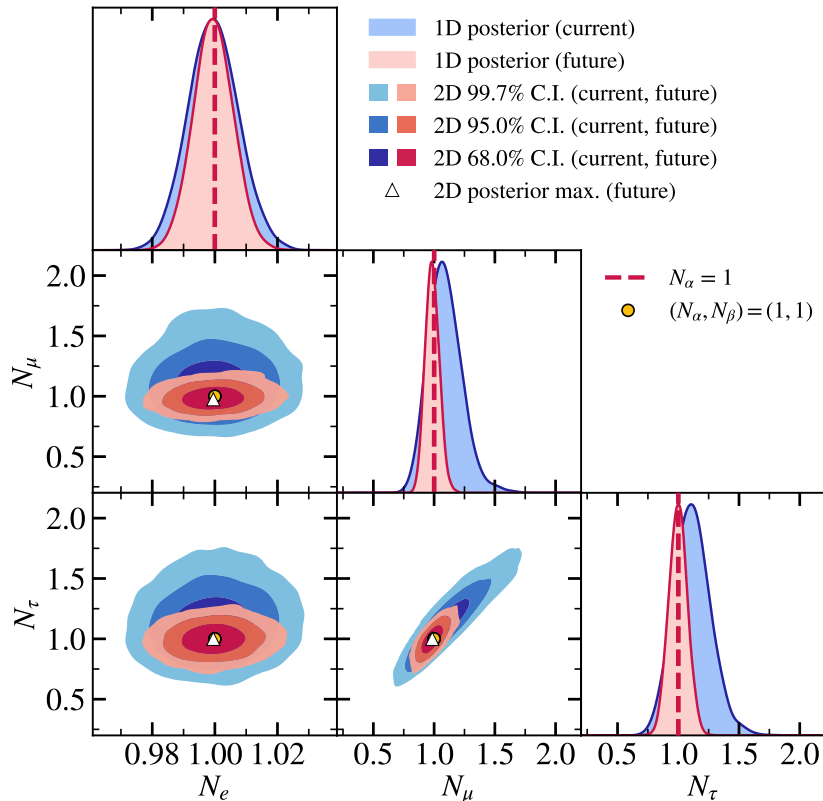 1D posterior (current)
1D posterior (future)
2D 99.7% C.I. (current, future)
2D 95.0% C.I. (current, future)
2D 68.0% C.I. (current, future)
2D posterior max. (future)
N_α = 1
(N_α, N_β) = (1, 1)
2.0
1.5
1.0
0.5
N_μ
2.0
1.5
1.0
0.5
N_τ
0.98 1.00 1.02
0.5 1.0 1.5 2.0
0.5 1.0 1.5 2.0
N_e
N_μ
N_τ